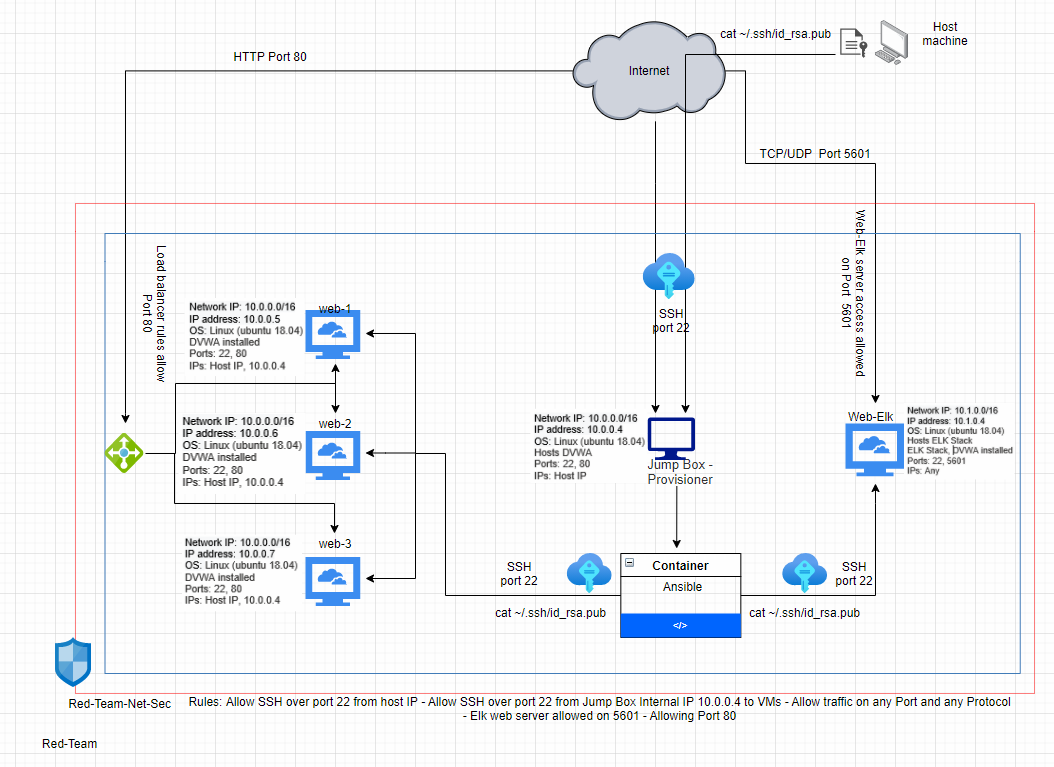 cat ~/.ssh/id_rsa.pub
Host
machine
HTTP Port 80
Internet
TCP/UDP  Port 5601
Load balancer rules allow
Port 80
Web-Elk server access allowed
on Port  5601
Network IP: 10.0.0.0/16
IP address: 10.0.0.5
OS: Linux (ubuntu 18.04)
DVWA installed
Ports: 22, 80
IPs: Host IP, 10.0.0.4
web-1
SSH
port 22
Network IP: 10.0.0.0/16
IP address: 10.0.0.6
OS: Linux (ubuntu 18.04)
DVWA installed
Ports: 22, 80
IPs: Host IP, 10.0.0.4
web-2
Network IP: 10.0.0.0/16
IP address: 10.0.0.4
OS: Linux (ubuntu 18.04)
Hosts DVWA
Ports: 22, 80
IPs: Host IP
Jump Box -
Provisioner
Web-Elk
Network IP: 10.1.0.0/16
IP address: 10.1.0.4
OS: Linux (ubuntu 18.04)
Hosts ELK Stack
ELK Stack, DVWA installed
Ports: 22, 5601
IPs: Any
Network IP: 10.0.0.0/16
IP address: 10.0.0.7
OS: Linux (ubuntu 18.04)
DVWA installed
Ports: 22, 80
IPs: Host IP, 10.0.0.4
web-3
SSH
port 22
cat ~/.ssh/id_rsa.pub
Container
Ansible
</>
SSH
port 22
cat ~/.ssh/id_rsa.pub
Red-Team-Net-Sec
Rules:  Allow SSH over port 22 from host IP - Allow SSH over port 22 from Jump Box Internal IP 10.0.0.4 to VMs - Allow traffic on any Port and any Protocol
- Elk web server allowed on 5601 - Allowing Port 80
Red-Team